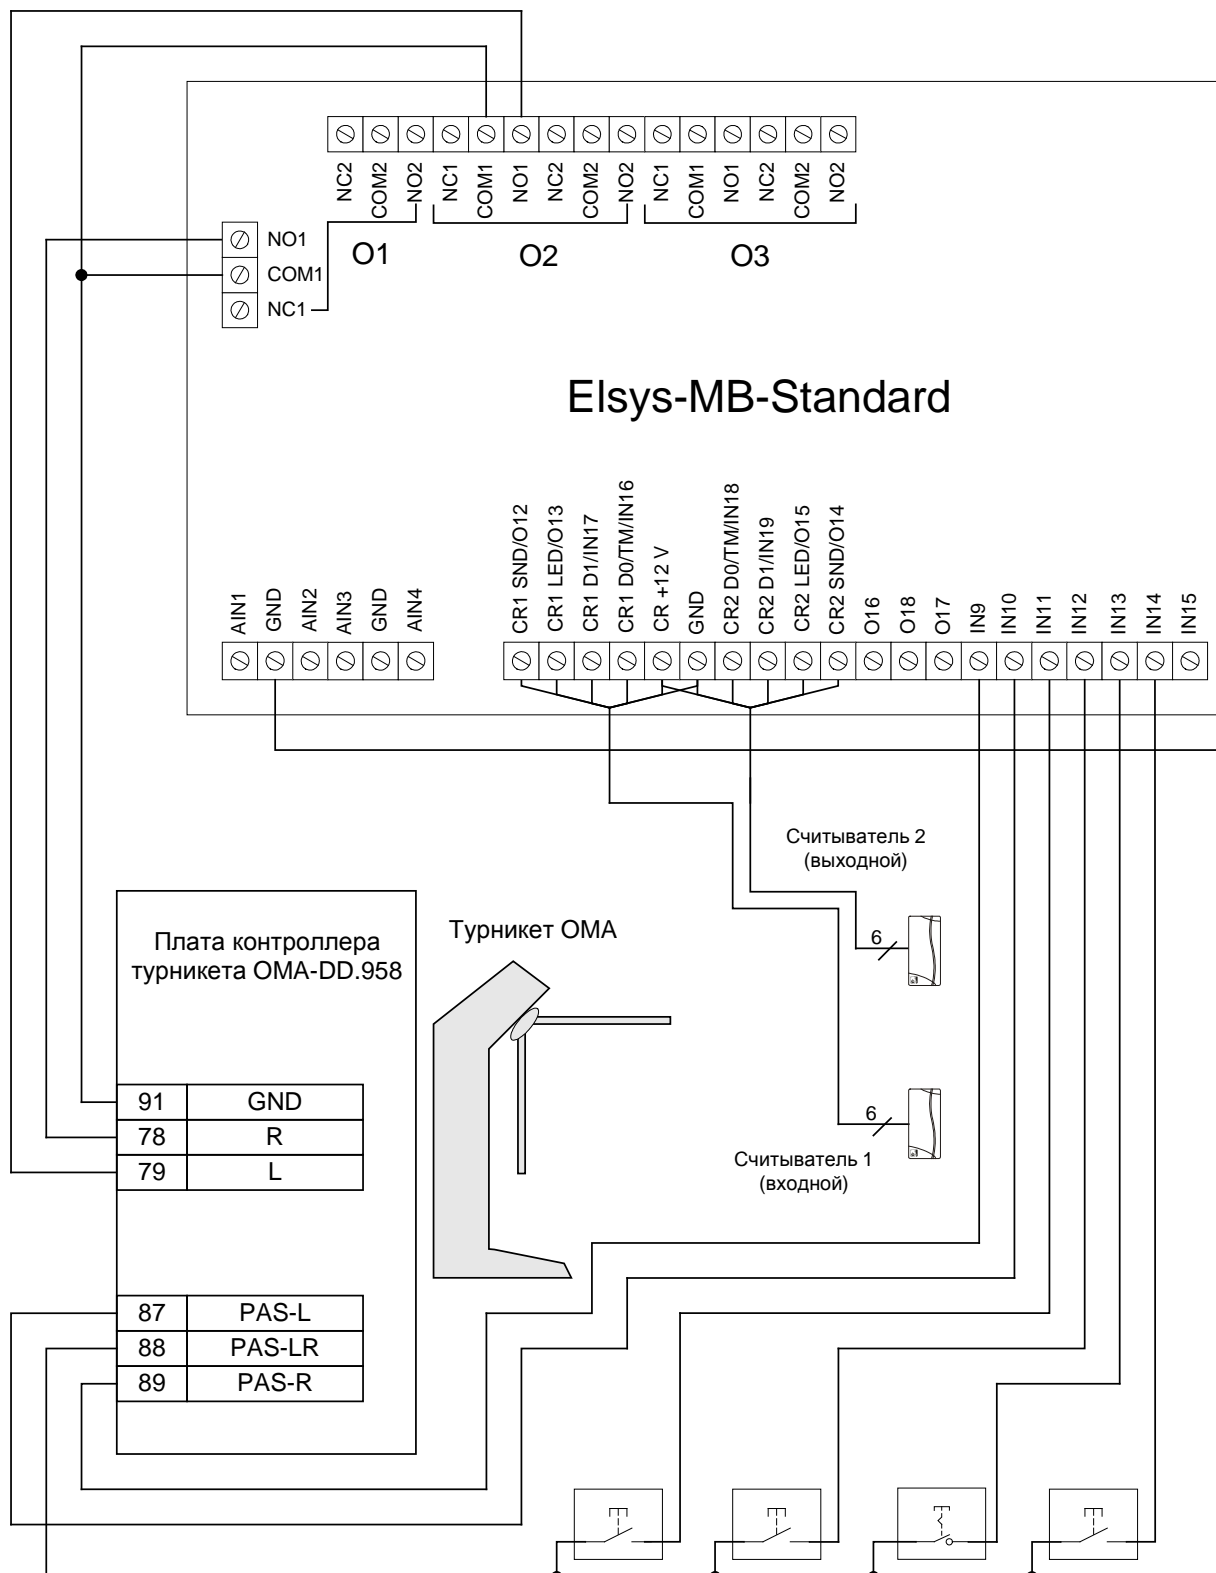 NC2
COM2
NO2
NC1
COM1
NO1
NC2
COM2
NO2
NC1
COM1
NO1
NC2
COM2
NO2
NO1
COM1
NC1
O1
O2
O3
Elsys-MB-Standard
AIN1
GND
AIN2
AIN3
GND
AIN4
CR1 SND/O12
CR1 LED/O13
CR1 D1/IN17
CR1 D0/TM/IN16
CR +12 V
GND
CR2 D0/TM/IN18
CR2 D1/IN19
CR2 LED/O15
CR2 SND/O14
O16
O18
O17
IN9
IN10
IN11
IN12
IN13
IN14
IN15
Считыватель 2
(выходной)
6
Плата контроллера
турникета ОМА-DD.958
Турникет ОМА
91 GND
78 R
79 L
6
Считыватель 1
(входной)
87 PAS-L
88 PAS-LR
89 PAS-R